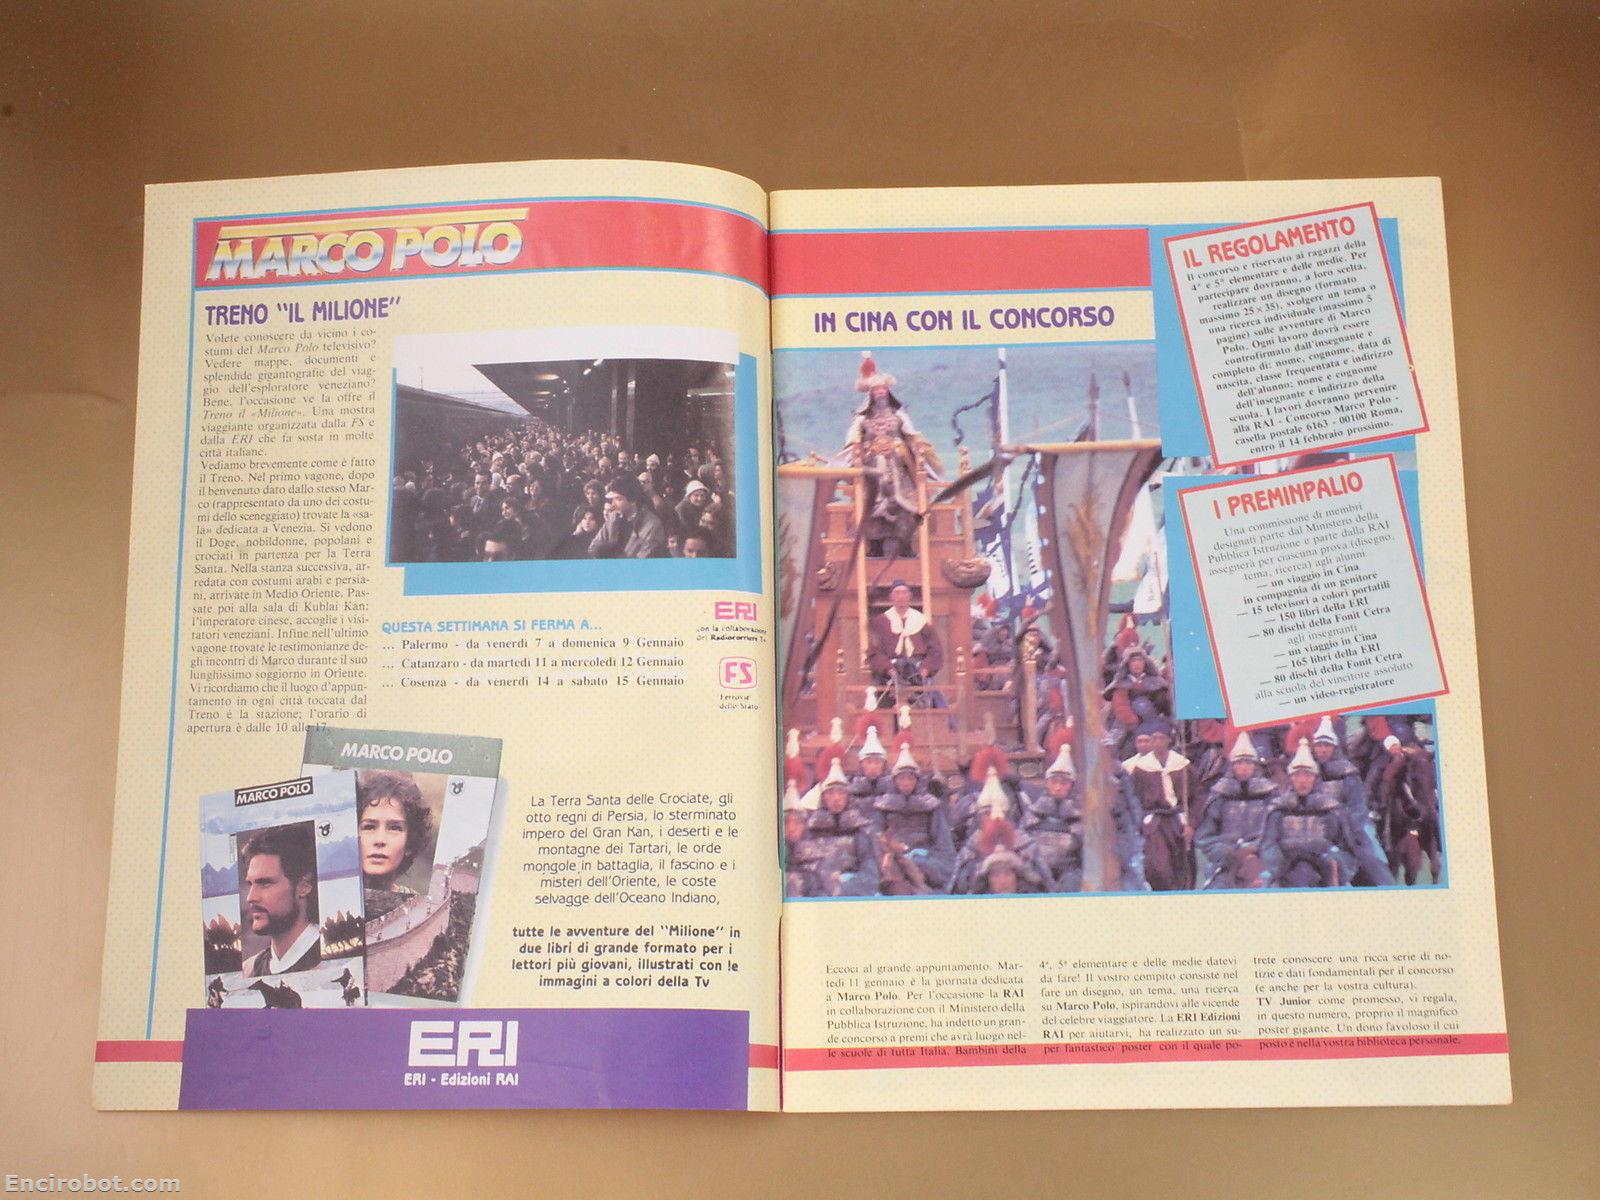 MARCO POLO
TRENO "IL MILIONE"
Volete conoscere da vicino i co-
stumi del Marco Polo televisivo?
Vedere mappe, documenti e
splendide gigantografie del viag-
gio dell'esploratore veneziano?
Bene, l'occasione ve la offre il
Treno il «Milione». Una mostra
viaggiante organizzata dalla FS e
dalla ERI che fa sosta in molte
città italiane.
Vediamo brevemente come è fatto
il Treno. Nel primo vagone, dopo
il benvenuto dato dallo stesso Mar-
co (rappresentato da uno dei costu-
mi dello sceneggiato) trovate la «sa-
la» dedicata a Venezia. Si vedono
il Doge, nobildonne, popolani e
crociati in partenza per la Terra
Santa. Nella stanza successiva, ar-
redata con costumi arabi e persia-
ni, arrivate in Medio Oriente. Pas-
sate poi alla sala di Kublai Kan:
l'imperatore cinese, accoglie i visi-
tatori veneziani. Infine nell'ultimo
vagone trovate le testimonianze de-
gli incontri di Marco durante il suo
lunghissimo soggiorno in Oriente.
Vi ricordiamo che il luogo d'appun-
tamento in ogni città toccata dal
Treno è la stazione; l'orario di
apertura è dalle 10 alle 17.
QUESTA SETTIMANA SI FERMA A...
... Palermo - da venerdì 7 a domenica 9 Gennaio
... Catanzaro - da martedì 11 a mercoledì 12 Gennaio
... Cosenza - da venerdì 14 a sabato 15 Gennaio
ERI
con la collaborazione
del Radiocorriere Tv
FS
Ferrovie
dello Stato
MARCO POLO
MARCO POLO
La Terra Santa delle Crociate, gli
otto regni di Persia, lo sterminato
impero del Gran Kan, i deserti e le
montagne dei Tartari, le orde
mongole in battaglia, il fascino e i
misteri dell'Oriente, le coste
selvagge dell'Oceano Indiano,
tutte le avventure del "Milione" in
due libri di grande formato per i
lettori più giovani, illustrati con le
immagini a colori della Tv
ERI
ERI - Edizioni RAI
IN CINA CON IL CONCORSO
IL REGOLAMENTO
Il concorso e riservato ai ragazzi della
4ª e 5ª elementare e delle medie. Per
partecipare dovranno, a loro scelta,
realizzare un disegno (formato
massimo 25×35), svolgere un tema o
una ricerca individuale (massimo 5
pagine) sulle avventure di Marco
Polo. Ogni lavoro dovrà essere
controfirmato dall'insegnante e
completo di: nome, cognome, data di
nascita, classe frequentata e indirizzo
dell'alunno; nome e cognome
dell'insegnante e indirizzo della
scuola. I lavori dovranno pervenire
alla RAI - Concorso Marco Polo -
casella postale 6163 - 00100 Roma,
entro il 14 febbraio prossimo.
I PREMINPALIO
Una commissione di membri
designati parte dal Ministero della
Pubblica Istruzione e parte dalla RAI
assegnerà per ciascuna prova (disegno,
tema, ricerca) agli alunni
— un viaggio in Cina
in compagnia di un genitore
— 15 televisori a colori portatili
— 150 libri della ERI
— 80 dischi della Fonit Cetra
agli insegnanti
— un viaggio in Cina
— 165 libri della ERI
— 80 dischi della Fonit Cetra
alla scuola del vincitore assoluto
— un video-registratore
Eccoci al grande appuntamento. Mar-
tedì 11 gennaio è la giornata dedicata
a Marco Polo. Per l'occasione la RAI
in collaborazione con il Ministero della
Pubblica Istruzione, ha indetto un gran-
de concorso a premi che avrà luogo nel-
le scuole di tutta Italia. Bambini della
4ª, 5ª elementare e delle medie datevi
da fare! Il vostro compito consiste nel
fare un disegno, un tema, una ricerca
su Marco Polo, ispirandovi alle vicende
del celebre viaggiatore. La ERI Edizioni
RAI per aiutarvi, ha realizzato un su-
per fantastico poster con il quale po-
trete conoscere una ricca serie di no-
tizie e dati fondamentali per il concorso
(e anche per la vostra cultura).
TV Junior come promesso, vi regala,
in questo numero, proprio il magnifico
poster gigante. Un dono favoloso il cui
posto è nella vostra biblioteca personale.
Encirobot.com